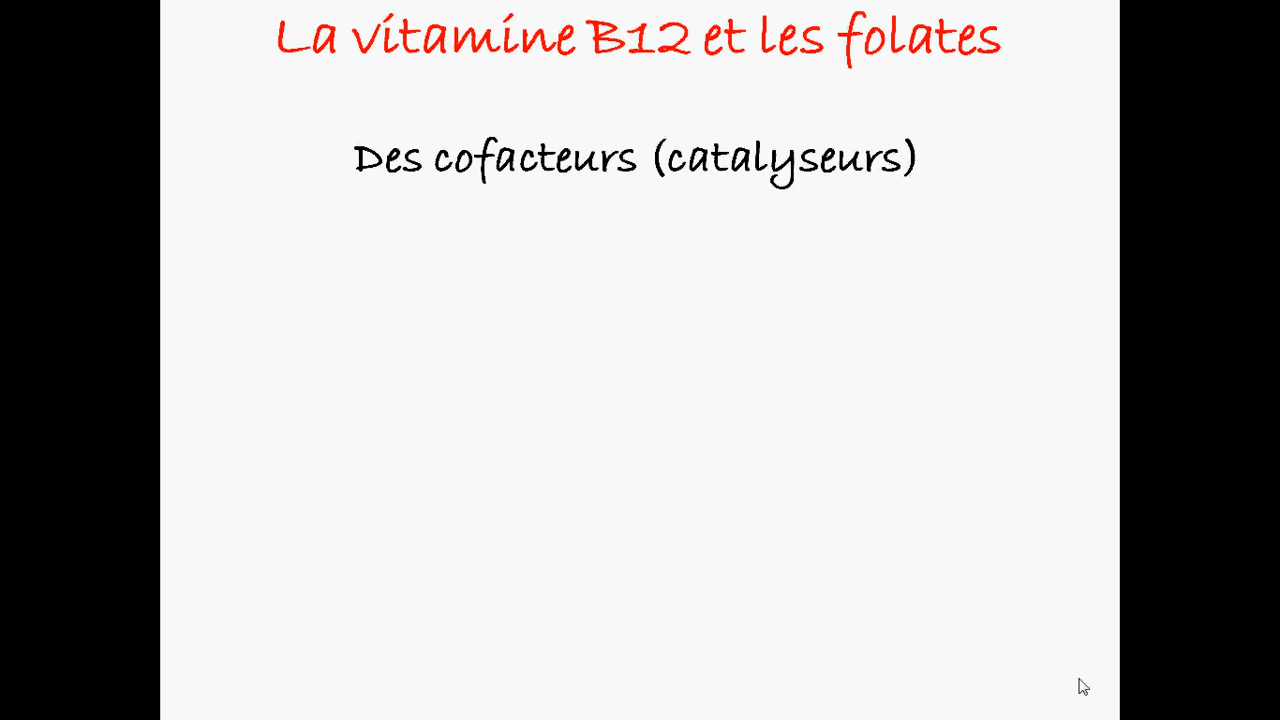 La vitamine B12 et les folates
Des cofacteurs (catalyseurs)